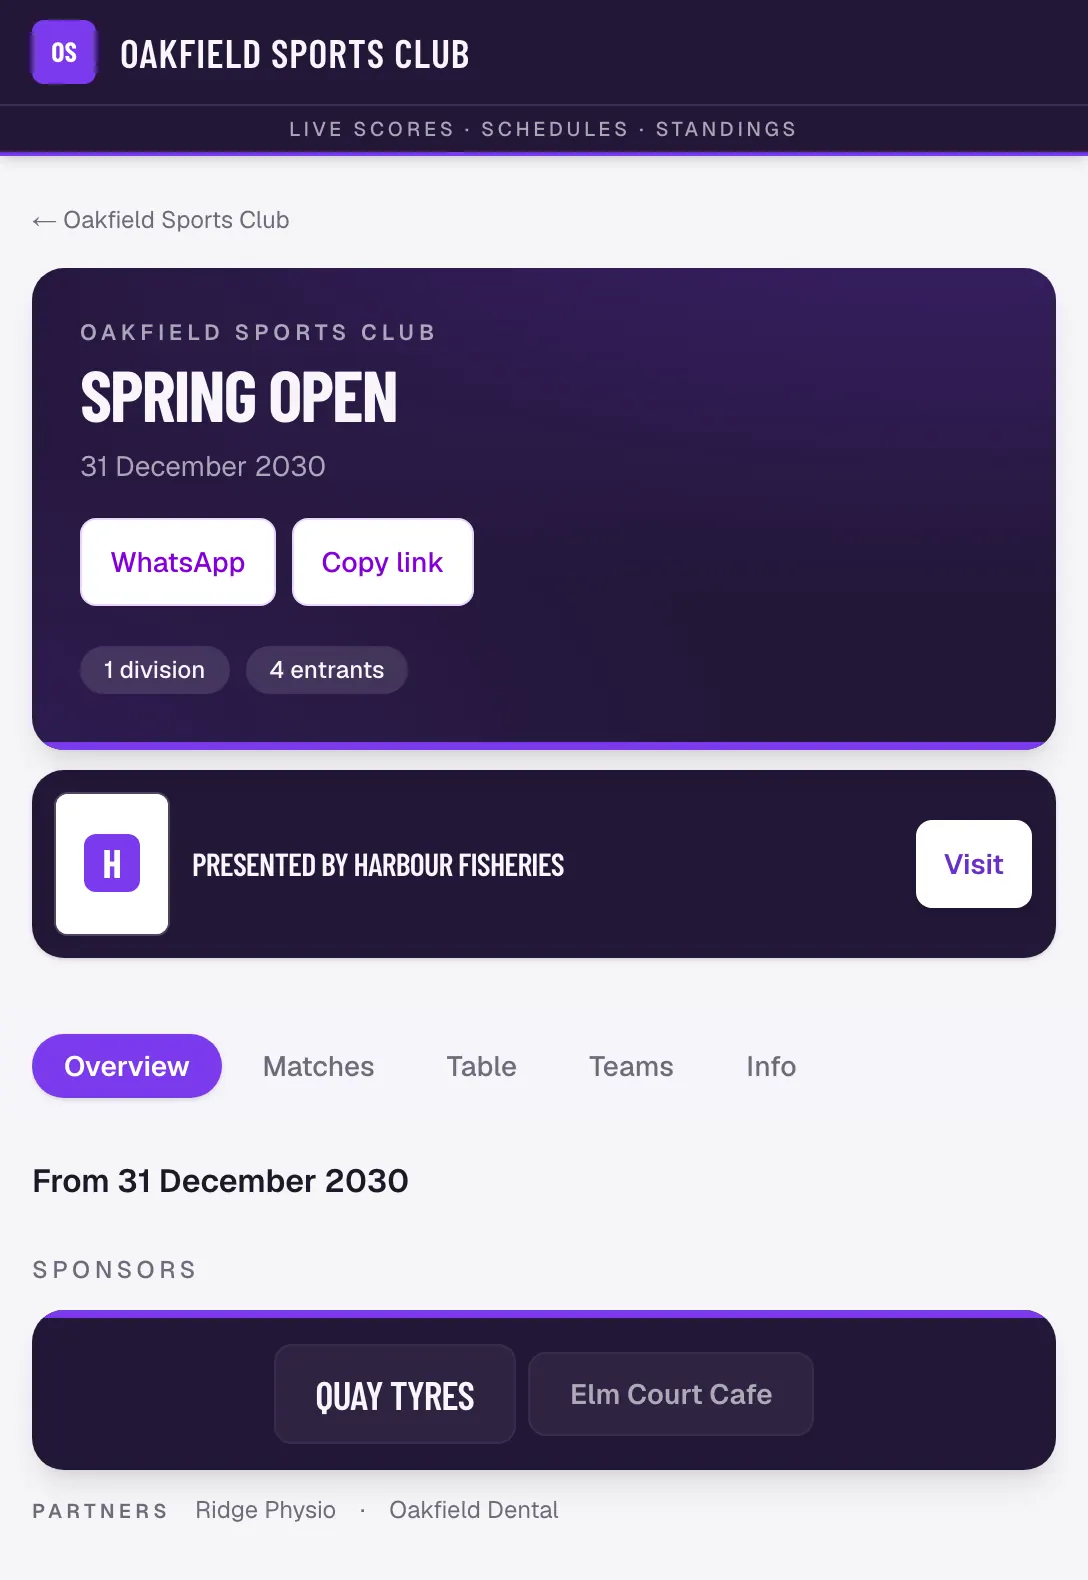 OS OAKFIELD SPORTS CLUB
LIVE SCORES · SCHEDULES · STANDINGS
← Oakfield Sports Club
OAKFIELD SPORTS CLUB
SPRING OPEN
31 December 2030
WhatsApp Copy link
1 division 4 entrants
H PRESENTED BY HARBOUR FISHERIES Visit
Overview Matches Table Teams Info
From 31 December 2030
SPONSORS
QUAY TYRES Elm Court Cafe
PARTNERS Ridge Physio · Oakfield Dental